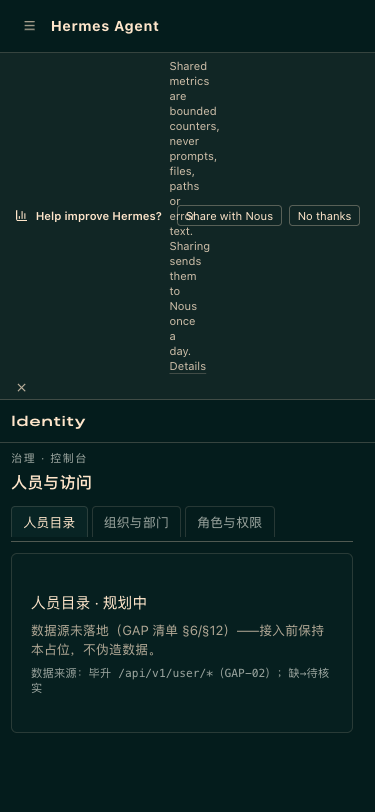 ☰ Hermes Agent
Help improve Hermes?
Shared
metrics
are
bounded
counters,
never
prompts,
files,
paths
or
error
text.
Sharing
sends
them
to
Nous
once
a
day.
Details
Share with Nous
No thanks
×
Identity
治理 · 控制台
人员与访问
人员目录 组织与部门 角色与权限
人员目录 · 规划中
数据源未落地（GAP 清单 §6/§12）——接入前保持
本占位，不伪造数据。
数据来源：毕升 /api/v1/user/*（GAP-02）；缺→待核
实